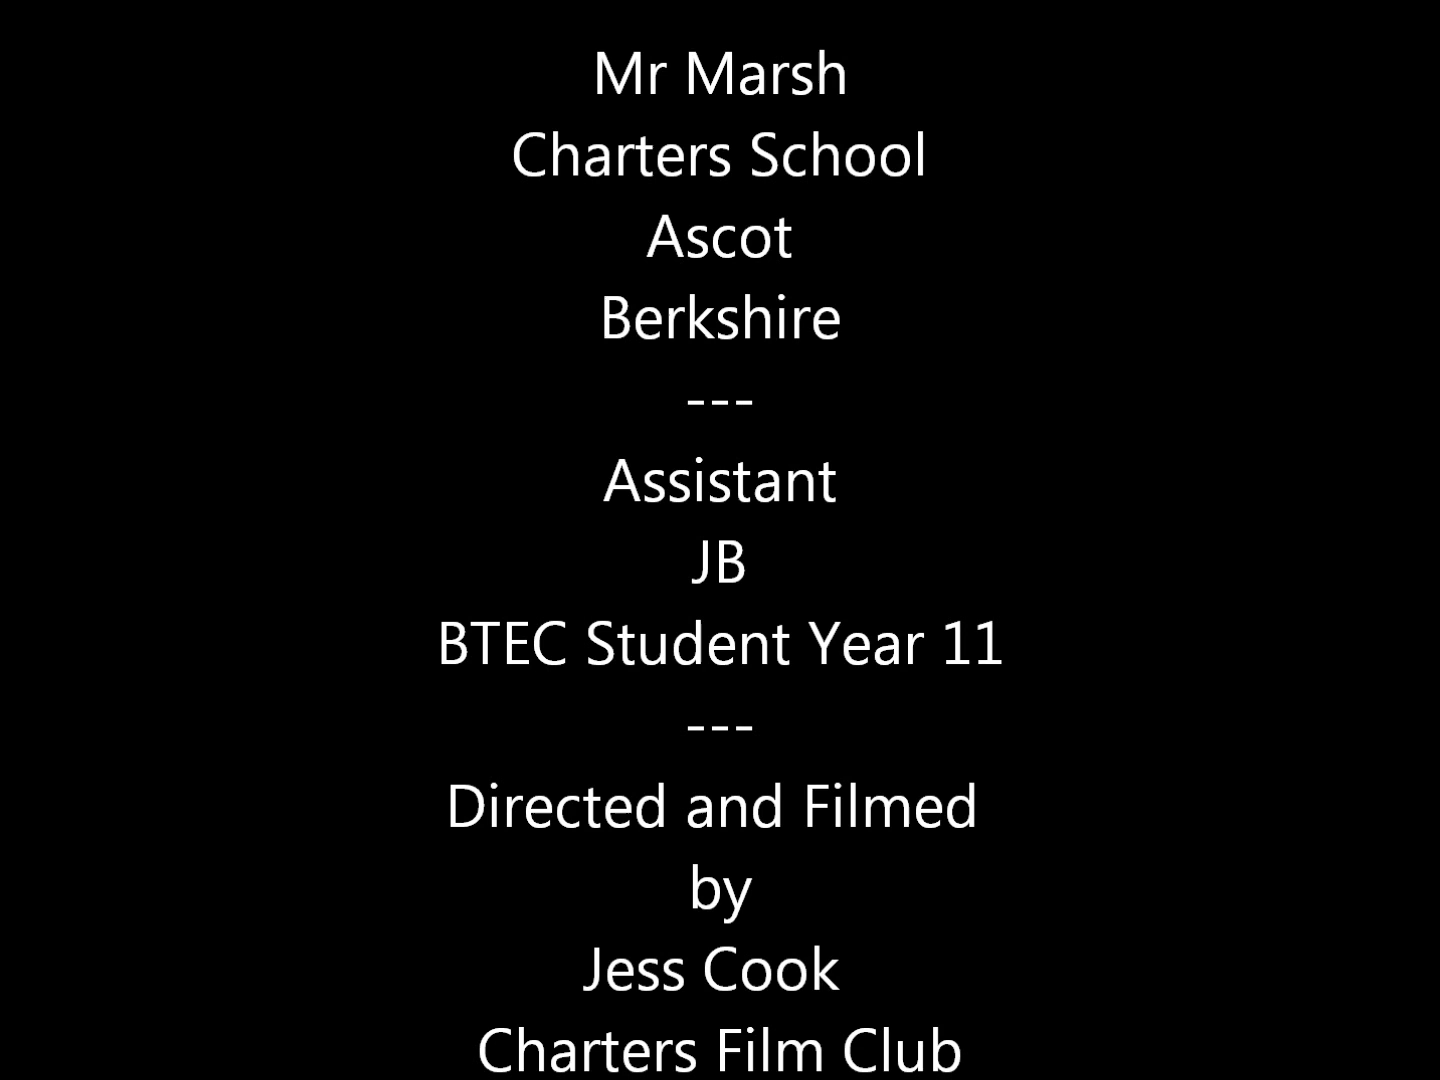 Mr Marsh
Charters School
Ascot
Berkshire
---
Assistant
JB
BTEC Student Year 11
---
Directed and Filmed
by
Jess Cook
Charters Film Club